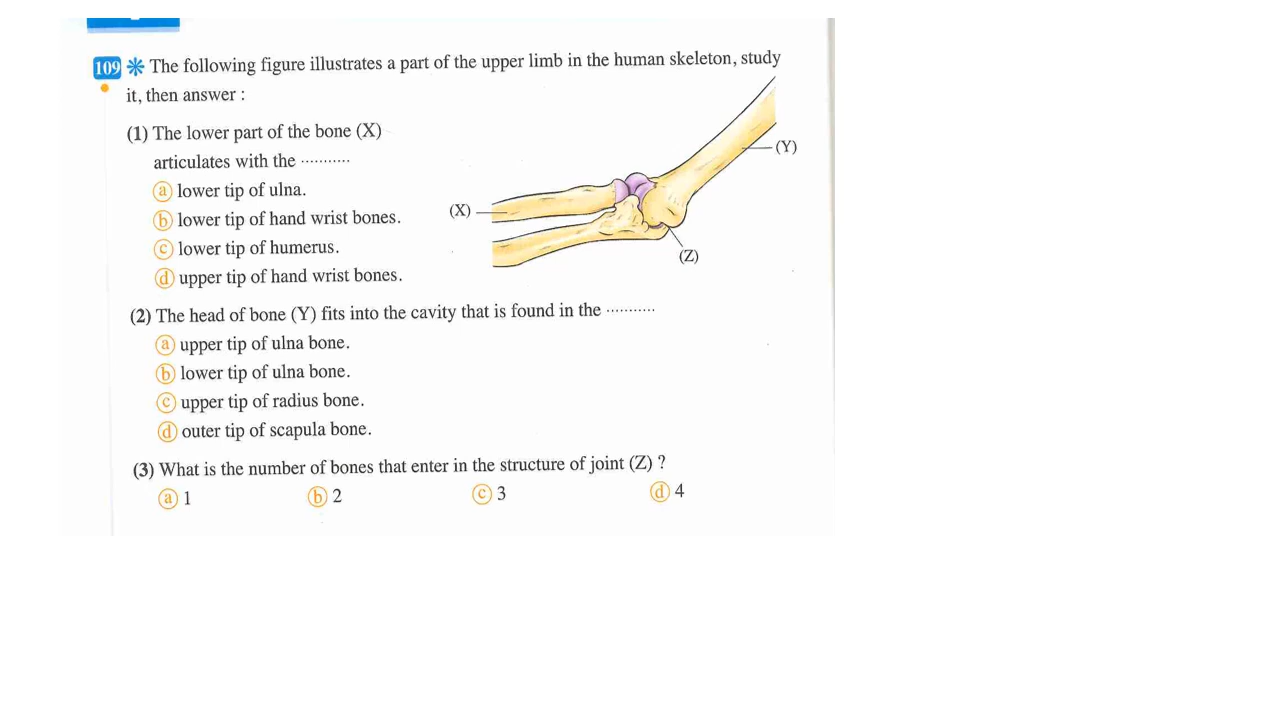 109 * The following figure illustrates a part of the upper limb in the human skeleton, study
it, then answer :
(1) The lower part of the bone (X)
articulates with the ...........
a lower tip of ulna.
b lower tip of hand wrist bones.
c lower tip of humerus.
d upper tip of hand wrist bones.
(X)
(Y)
(Z)
(2) The head of bone (Y) fits into the cavity that is found in the ...........
a upper tip of ulna bone.
b lower tip of ulna bone.
c upper tip of radius bone.
d outer tip of scapula bone.
(3) What is the number of bones that enter in the structure of joint (Z) ?
a 1 b 2 c 3 d 4